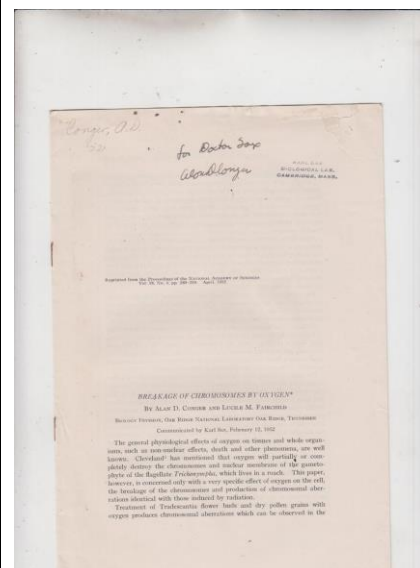 Conger, A.D.
for Doctor Sax
Alan D Conger
BIOLOGICAL LAB.
CAMBRIDGE, MASS.
Reprinted from the Proceedings of the National Academy of Sciences,
Vol. 38, No. 4, pp. April, 1952
BREAKAGE OF CHROMOSOMES BY OXYGEN*
By Alan D. Conger and Lucile M. Fairchild
Biology Division, Oak Ridge National Laboratory Oak Ridge, Tennessee
Communicated by Karl Sax, February 12, 1952
The general physiological effects of oxygen on tissues and whole organ-
isms, such as non-nuclear effects, death and other phenomena, are well
known. Cleveland¹ has mentioned that oxygen will partially or com-
pletely destroy the chromosomes and nuclear membrane of the gameto-
phyte of the flagellate Trichonympha, which lives in a roach. This paper,
however, is concerned only with a very specific effect of oxygen on the cell,
the breakage of the chromosomes and production of chromosomal aber-
rations identical with those induced by radiation.
Treatment of Tradescantia flower buds and dry pollen grains with
oxygen produces chromosomal aberrations which can be observed in the